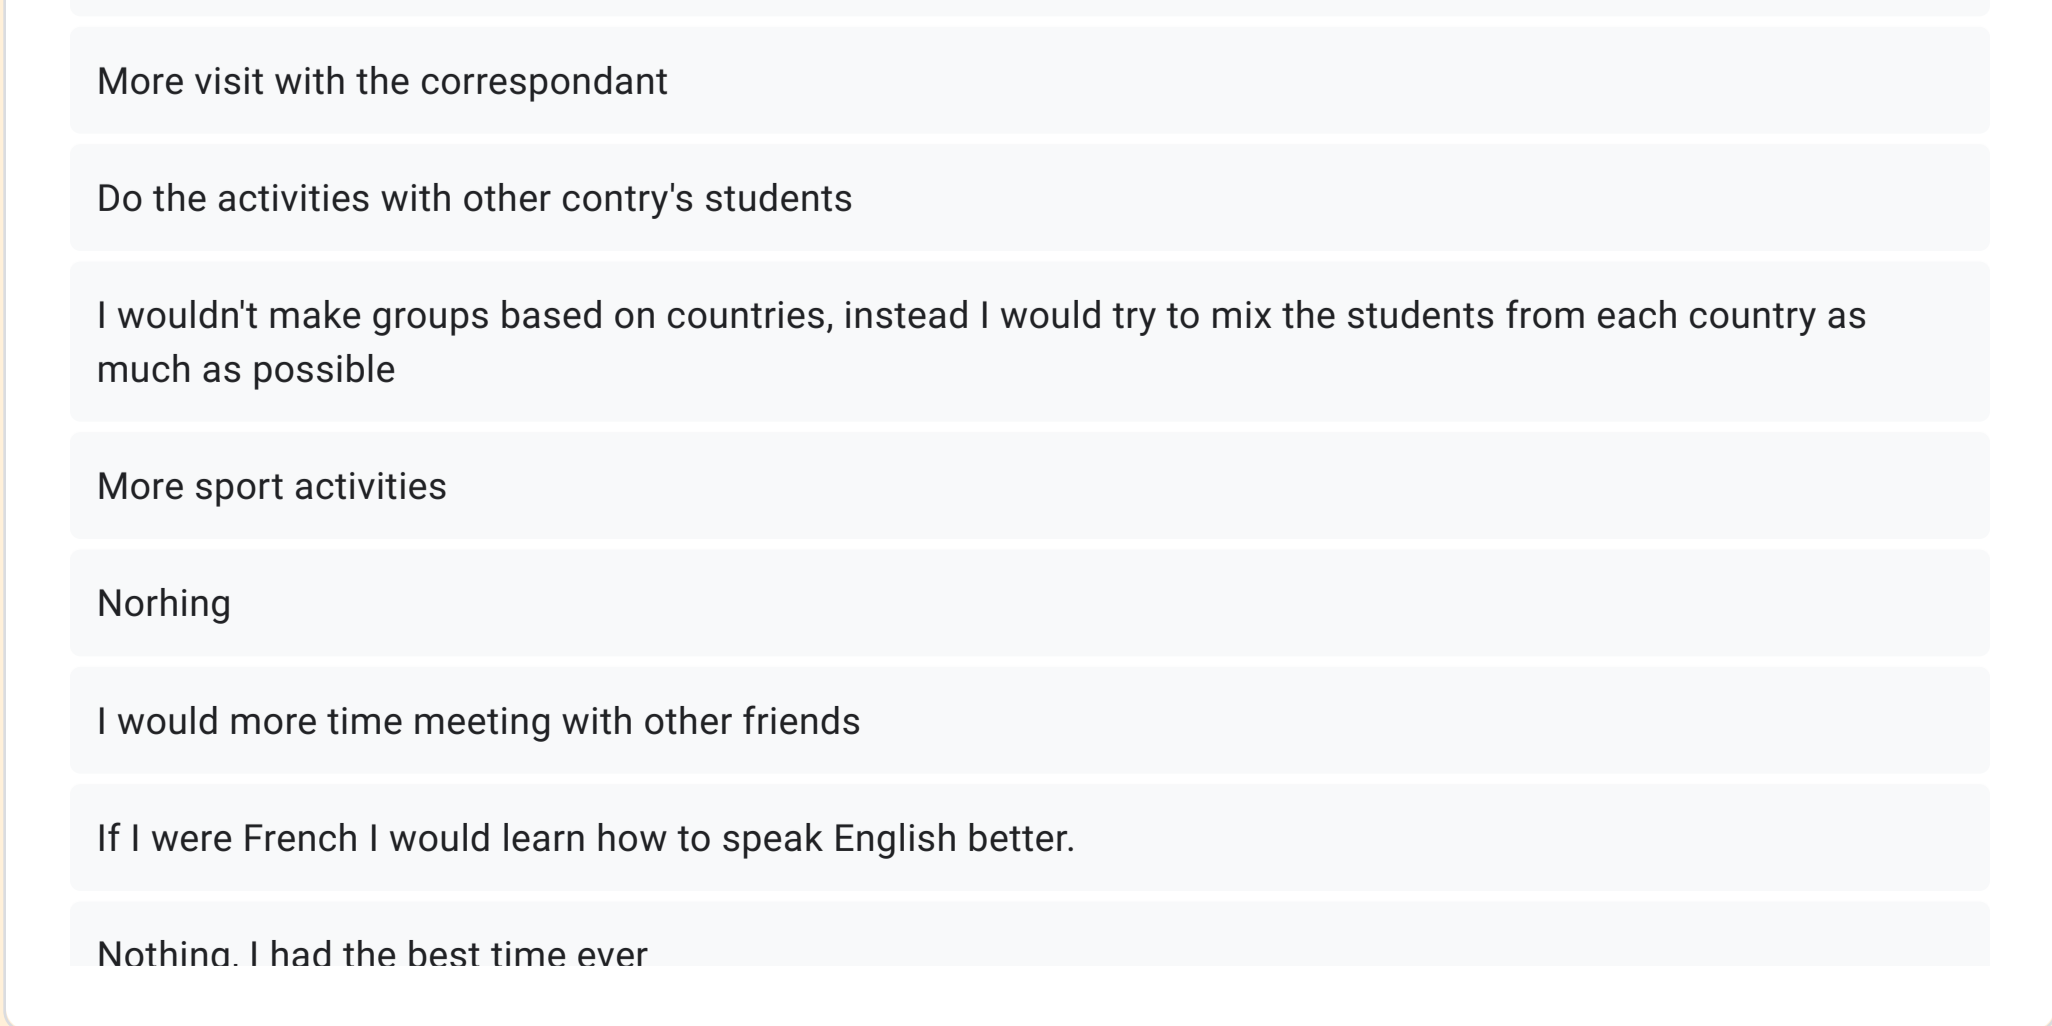 More visit with the correspondant
Do the activities with other contry's students
I wouldn't make groups based on countries, instead I would try to mix the students from each country as
much as possible
More sport activities
Norhing
I would more time meeting with other friends
If I were French I would learn how to speak English better.
Nothing. I had the best time ever